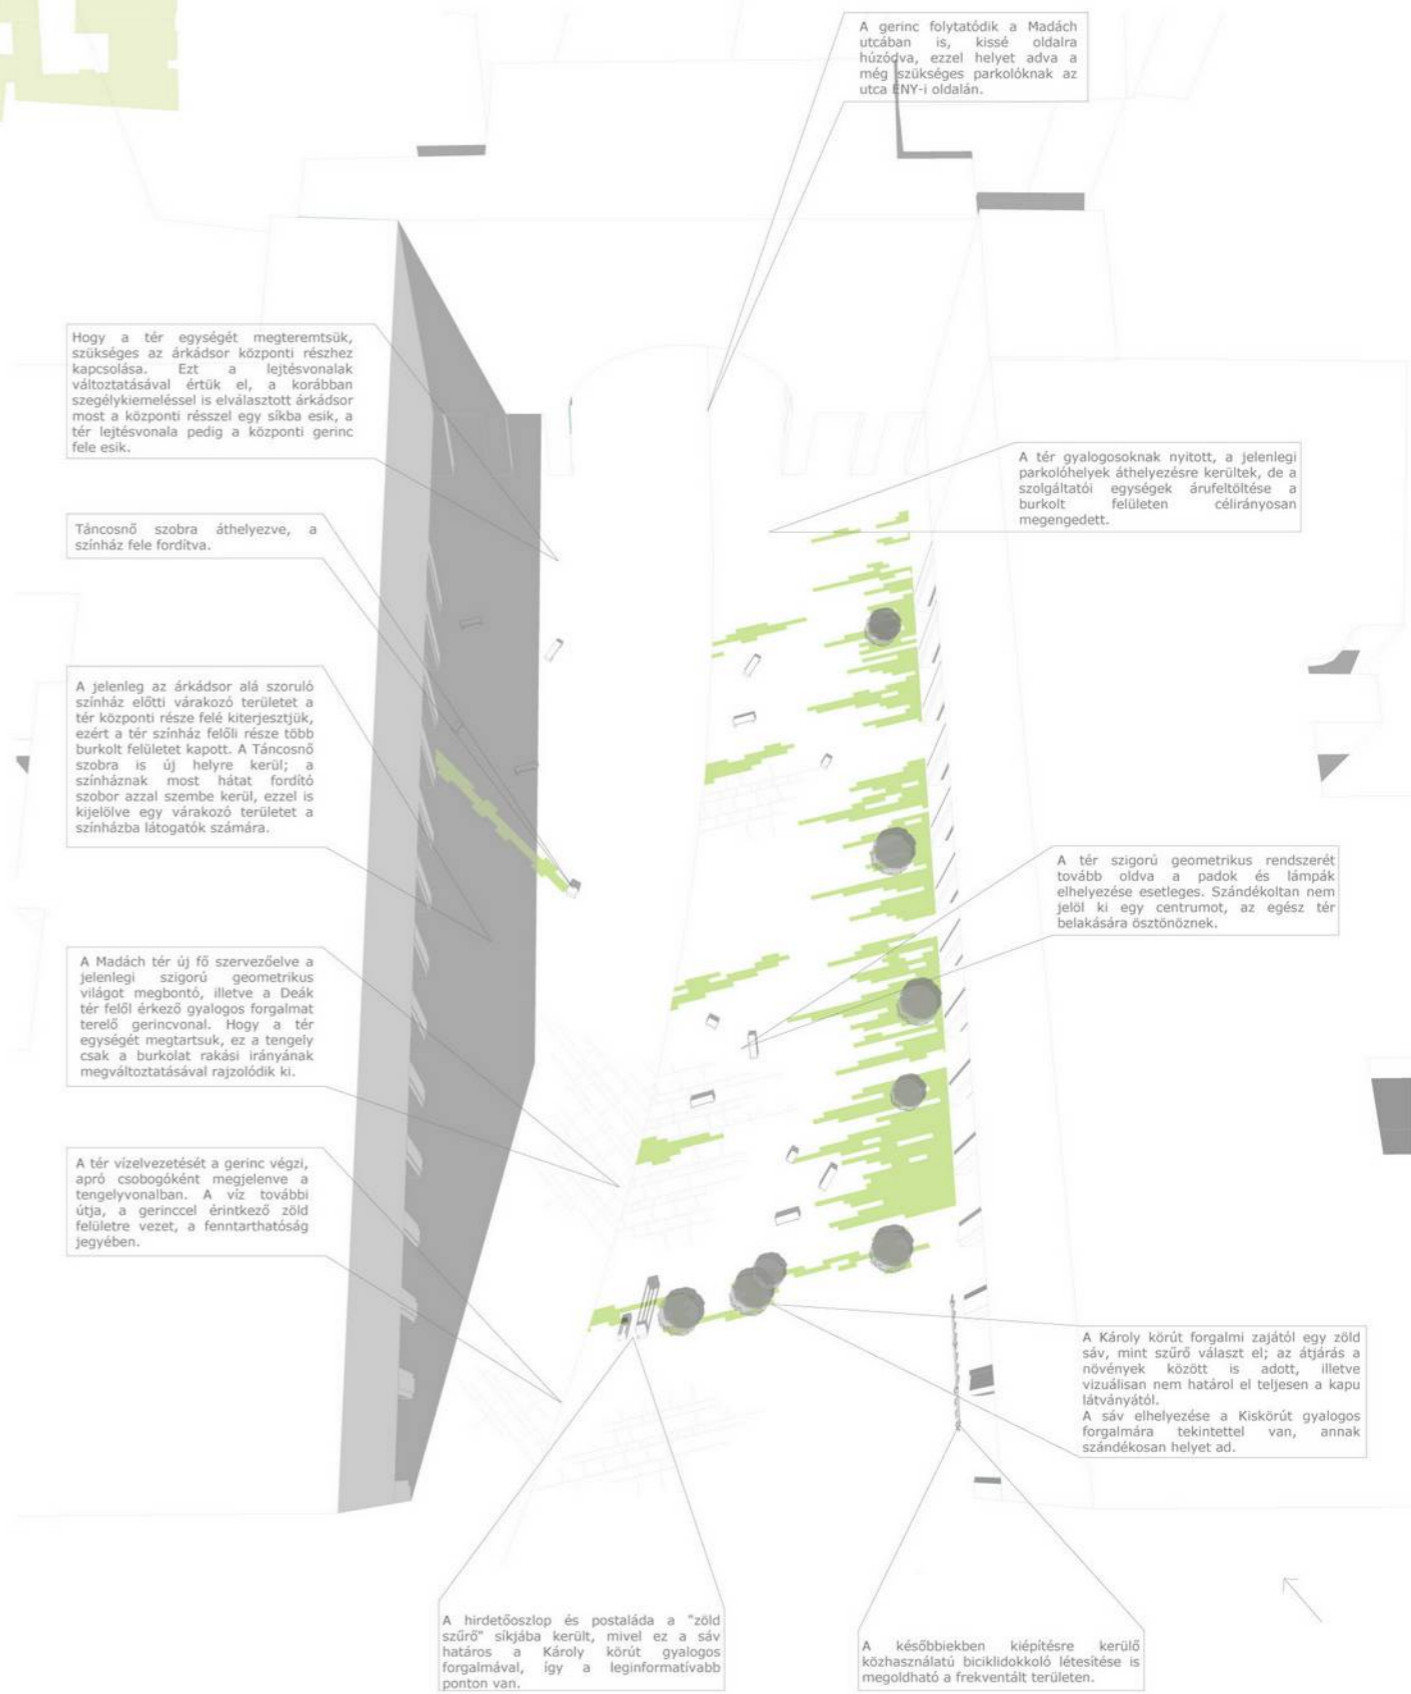 A gerinc folytatódik a Madách
utcában is, kissé oldalra
húzódva, ezzel helyet adva a
még szükséges parkolóknak az
utca ÉNY-i oldalán.
Hogy a tér egységét megteremtsük,
szükséges az árkádsor központi részhez
kapcsolása. Ezt a lejtésvonalak
változtatásával értük el, a korábban
szegélykiemeléssel is elválasztott árkádsor
most a központi résszel egy síkba esik, a
tér lejtésvonala pedig a központi gerinc
fele esik.
A tér gyalogosoknak nyitott, a jelenlegi
parkolóhelyek áthelyezésre kerültek, de a
szolgáltatói egységek árufeltöltése a
burkolt felületen célirányosan
megengedett.
Táncosnő szobra áthelyezve, a
színház fele fordítva.
A jelenleg az árkádsor alá szoruló
színház előtti várakozó területet a
tér központi része felé kiterjesztjük,
ezért a tér színház felőli része több
burkolt felületet kapott. A Táncosnő
szobra is új helyre kerül; a
színháznak most hátat fordító
szobor azzal szembe kerül, ezzel is
kijelölve egy várakozó területet a
színházba látogatók számára.
A tér szigorú geometrikus rendszerét
tovább oldva a padok és lámpák
elhelyezése esetleges. Szándékoltan nem
jelöl ki egy centrumot, az egész tér
belakására ösztönöznek.
A Madách tér új fő szervezőelve a
jelenlegi szigorú geometrikus
világot megbontó, illetve a Deák
tér felől érkező gyalogos forgalmat
terelő gerincvonal. Hogy a tér
egységét megtartsuk, ez a tengely
csak a burkolat rakási irányának
megváltoztatásával rajzolódik ki.
A tér vízelvezetését a gerinc végzi,
apró csobogóként megjelenve a
tengelyvonalban. A víz további
útja, a gerinccel érintkező zöld
felületre vezet, a fenntarthatóság
jegyében.
A Károly körút forgalmi zajától egy zöld
sáv, mint szűrő választ el; az átjárás a
növények között is adott, illetve
vizuálisan nem határol el teljesen a kapu
látványától.
A sáv elhelyezése a Kiskörút gyalogos
forgalmára tekintettel van, annak
szándékosan helyet ad.
A hirdetőoszlop és postaláda a "zöld
szűrő" síkjába került, mivel ez a sáv
határos a Károly körút gyalogos
forgalmával, így a leginformatívabb
ponton van.
A későbbiekben kiépítésre kerülő
közhasználatú biciklidokkoló létesítése is
megoldható a frekventált területen.